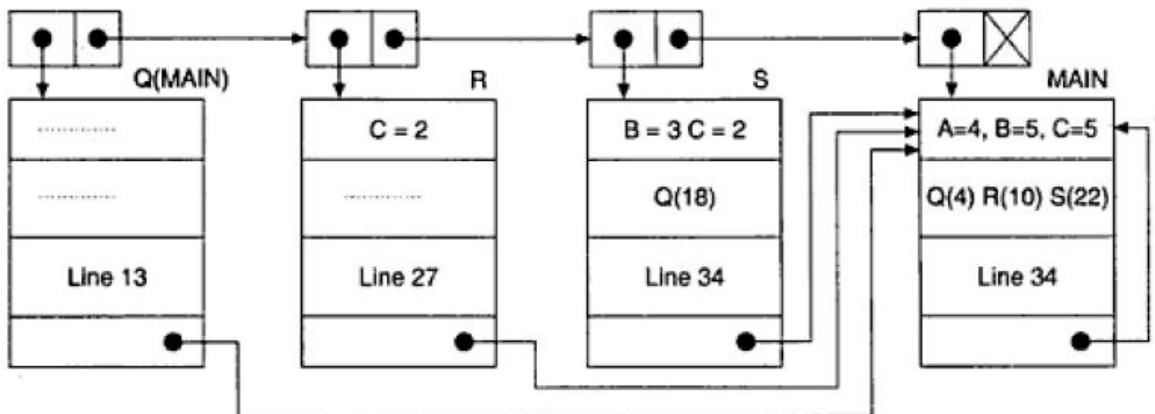 Q(MAIN)
R
S
MAIN
C = 2
B = 3 C = 2
A=4, B=5, C=5
Q(18)
Q(4) R(10) S(22)
Line 13
Line 27
Line 34
Line 34